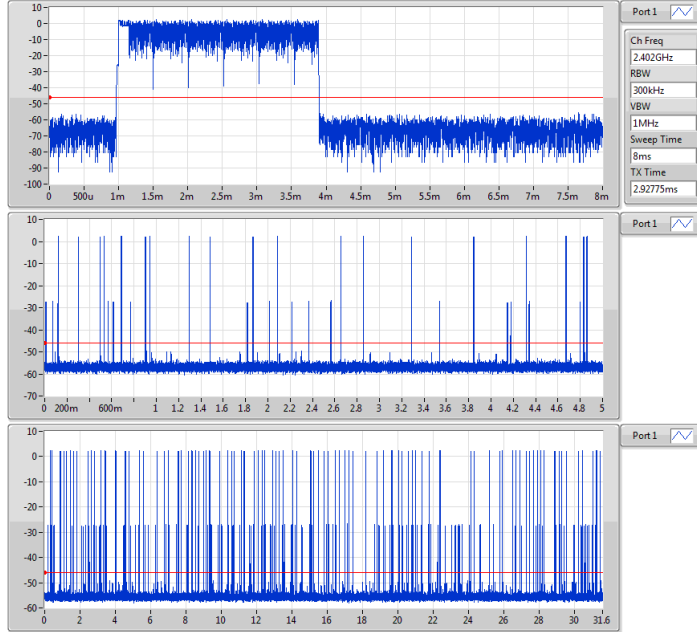 10-
0-
-10-
-20-
-30-
-40-
-50-
-60-
-70-
-80-
-90-
-100-
0 500u 1m 1.5m 2m 2.5m 3m 3.5m 4m 4.5m 5m 5.5m 6m 6.5m 7m 7.5m 8m
Port 1
Ch Freq
2.402GHz
RBW
300kHz
VBW
1MHz
Sweep Time
8ms
TX Time
2.92775ms
10-
0-
-10-
-20-
-30-
-40-
-50-
-60-
-70-
0 200m 600m 1 1.2 1.4 1.6 1.8 2 2.2 2.4 2.6 2.8 3 3.2 3.4 3.6 3.8 4 4.2 4.4 4.6 4.8 5
Port 1
10-
0-
-10-
-20-
-30-
-40-
-50-
-60-
0 2 4 6 8 10 12 14 16 18 20 22 24 26 28 30 31.6
Port 1